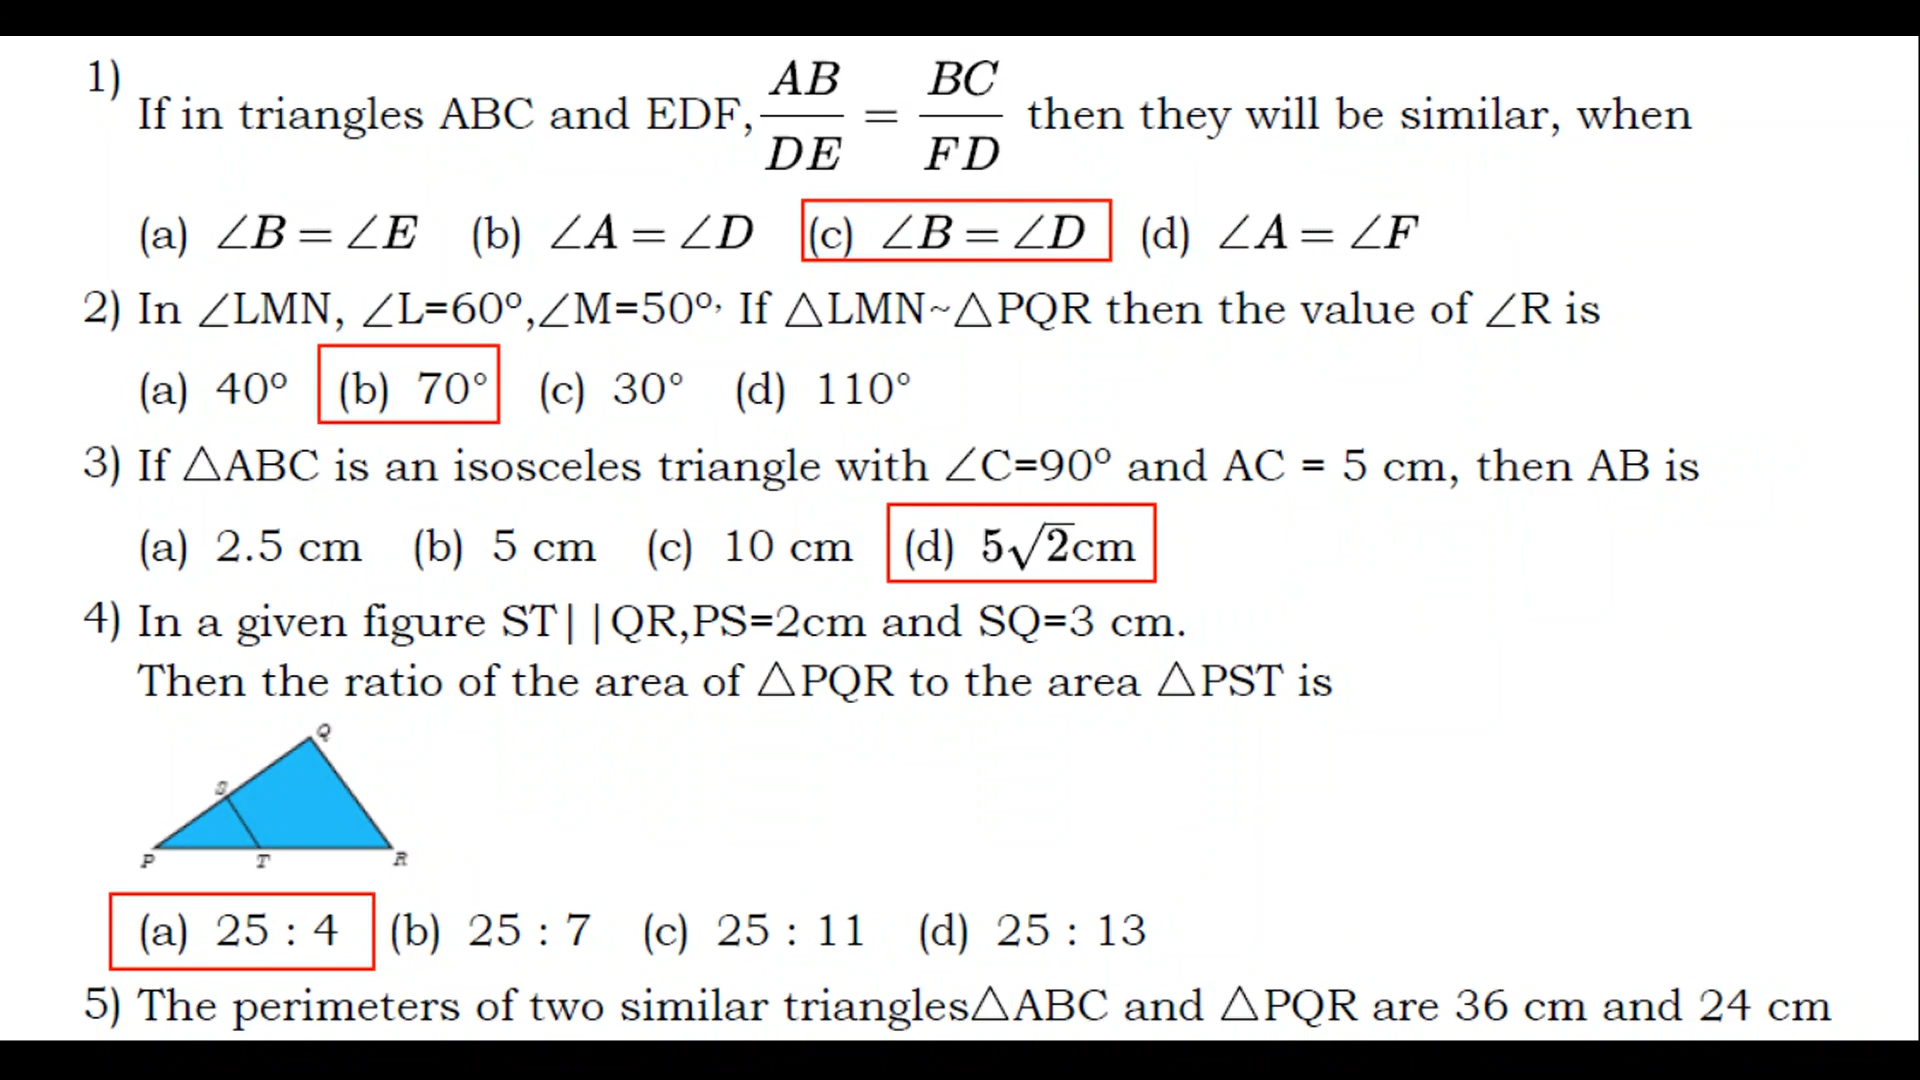 1) If in triangles ABC and EDF, AB/DE = BC/FD then they will be similar, when
(a) ∠B = ∠E (b) ∠A = ∠D (c) ∠B = ∠D (d) ∠A = ∠F
2) In ∠LMN, ∠L=60°,∠M=50°, If △LMN~△PQR then the value of ∠R is
(a) 40° (b) 70° (c) 30° (d) 110°
3) If △ABC is an isosceles triangle with ∠C=90° and AC = 5 cm, then AB is
(a) 2.5 cm (b) 5 cm (c) 10 cm (d) 5√2cm
4) In a given figure ST||QR,PS=2cm and SQ=3 cm.
Then the ratio of the area of △PQR to the area △PST is
Q
S
P T R
(a) 25 : 4 (b) 25 : 7 (c) 25 : 11 (d) 25 : 13
5) The perimeters of two similar triangles△ABC and △PQR are 36 cm and 24 cm